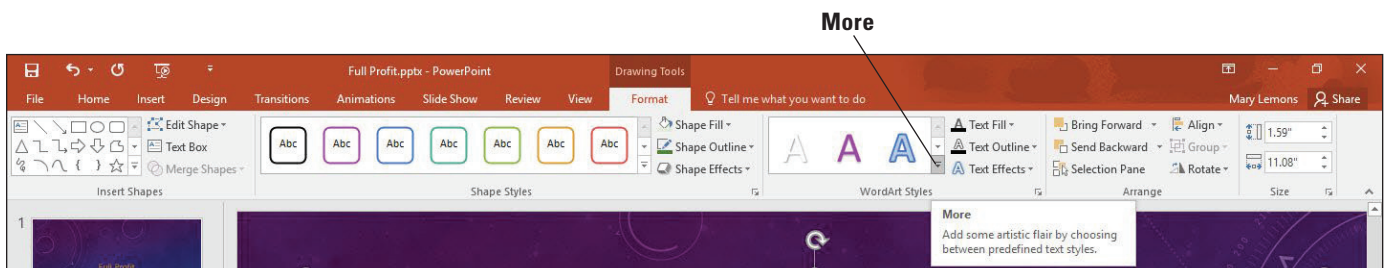 More
Full Profit.pptx - PowerPoint Drawing Tools
File Home Insert Design Transitions Animations Slide Show Review View Format Tell me what you want to do Mary Lemons Share
Edit Shape
Text Box
Merge Shapes
Insert Shapes
Abc Abc Abc Abc Abc Abc Abc
Shape Fill
Shape Outline
Shape Effects
Shape Styles
A A A
Text Fill
Text Outline
Text Effects
WordArt Styles
Bring Forward
Send Backward
Selection Pane
Align
Group
Rotate
Arrange
1.59"
11.08"
Size
More
Add some artistic flair by choosing
between predefined text styles.
1
Full Profit